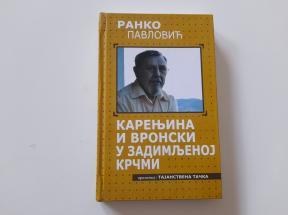 РАНКО
ПАВЛОВИЋ
КАРЕЊИНА
И ВРОНСКИ
У ЗАДИМЉЕНОЈ
КРЧМИ
ТАЈАНСТВЕНА ТАЧКА